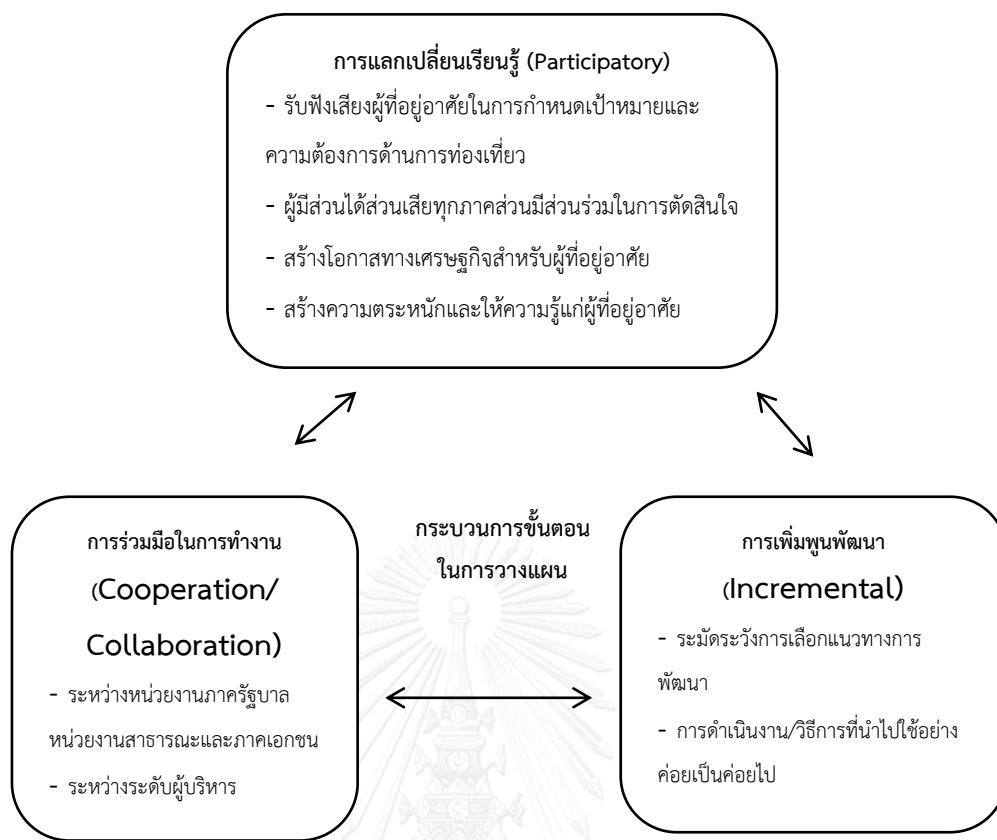 การแลกเปลี่ยนเรียนรู้ (Participatory)
- รับฟังเสียงผู้ที่อยู่อาศัยในการกำหนดเป้าหมายและ
ความต้องการด้านการท่องเที่ยว
- ผู้มีส่วนได้ส่วนเสียทุกภาคส่วนมีส่วนร่วมในการตัดสินใจ
- สร้างโอกาสทางเศรษฐกิจสำหรับผู้ที่อยู่อาศัย
- สร้างความตระหนักและให้ความรู้แก่ผู้ที่อยู่อาศัย
การร่วมมือในการทำงาน
(Cooperation/
Collaboration)
- ระหว่างหน่วยงานภาครัฐบาล
หน่วยงานสาธารณะและภาคเอกชน
- ระหว่างระดับผู้บริหาร
กระบวนการขั้นตอน
ในการวางแผน
การเพิ่มพูนพัฒนา
(Incremental)
- ระมัดระวังการเลือกแนวทางการ
พัฒนา
- การดำเนินงาน/วิธีการที่นำไปใช้อย่าง
ค่อยเป็นค่อยไป